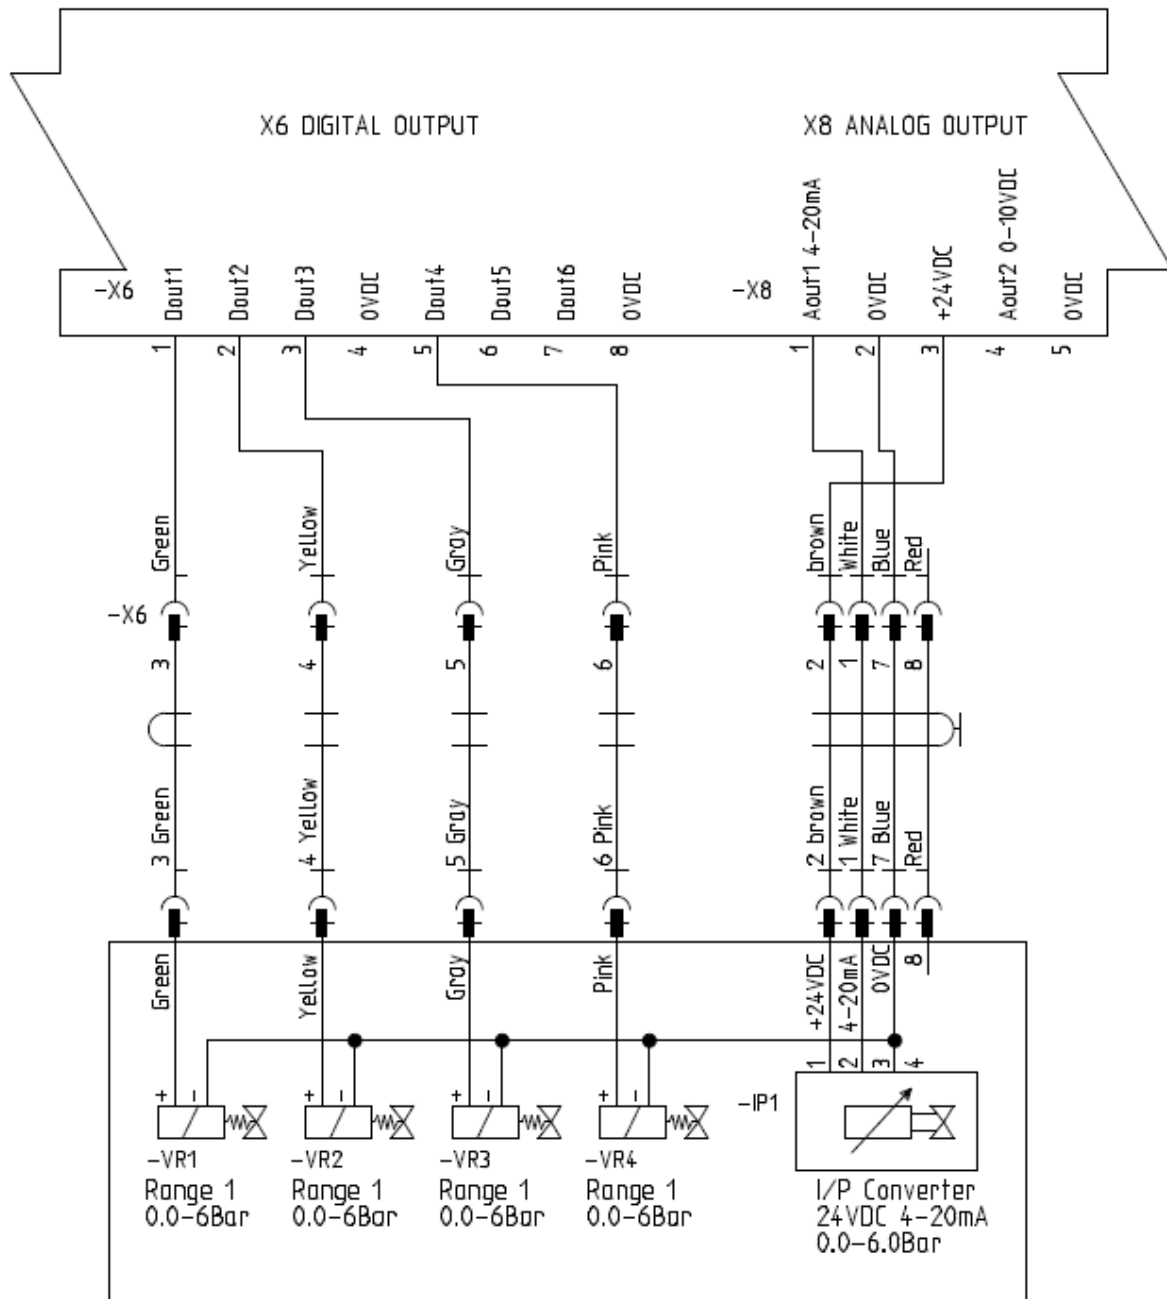 X6 DIGITAL OUTPUT
X8 ANALOG OUTPUT
-X6
Dout1
Dout2
Dout3
0VDC
Dout4
Dout5
Dout6
0VDC
-X8
Aout1 4-20mA
0VDC
+24VDC
Aout2 0-10VDC
0VDC
1
2
3
4
5
6
7
8
1
2
3
4
5
Green
Yellow
Gray
Pink
brown
White
Blue
Red
-X6
3
4
5
6
2
1
7
8
3 Green
4 Yellow
5 Gray
6 Pink
2 brown
1 White
7 Blue
Red
Green
Yellow
Gray
Pink
+24VDC
4-20mA
0VDC
8
1
2
3
4
+ -
+ -
+ -
+ -
-IP1
-VR1
Range 1
0.0-6Bar
-VR2
Range 1
0.0-6Bar
-VR3
Range 1
0.0-6Bar
-VR4
Range 1
0.0-6Bar
I/P Converter
24VDC 4-20mA
0.0-6.0Bar